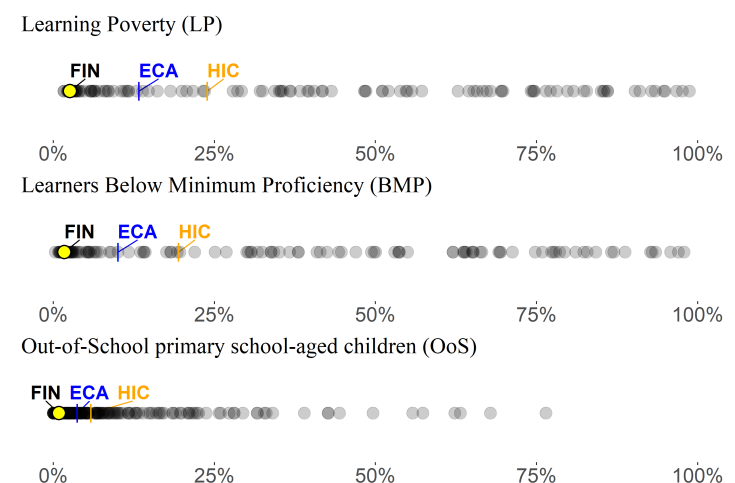 Learning Poverty (LP)
FIN ECA HIC
0% 25% 50% 75% 100%
Learners Below Minimum Proficiency (BMP)
FIN ECA HIC
0% 25% 50% 75% 100%
Out-of-School primary school-aged children (OoS)
FIN ECA HIC
0% 25% 50% 75% 100%